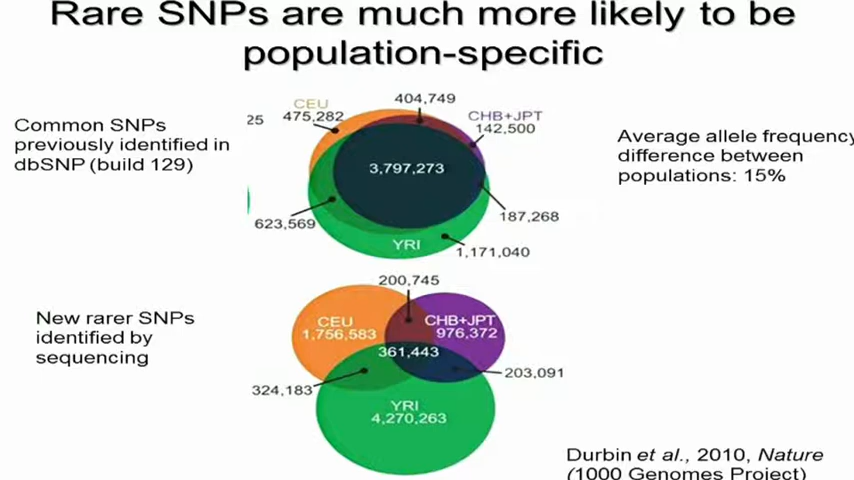 Rare SNPs are much more likely to be
population-specific
Common SNPs
previously identified in
dbSNP (build 129)
25
CEU
475,282
404,749
CHB+JPT
142,500
3,797,273
623,569
187,268
YRI
1,171,040
Average allele frequency
difference between
populations: 15%
New rarer SNPs
identified by
sequencing
200,745
CEU
1,756,583
CHB+JPT
976,372
361,443
324,183
203,091
YRI
4,270,263
Durbin et al., 2010, Nature
(1000 Genomes Project)